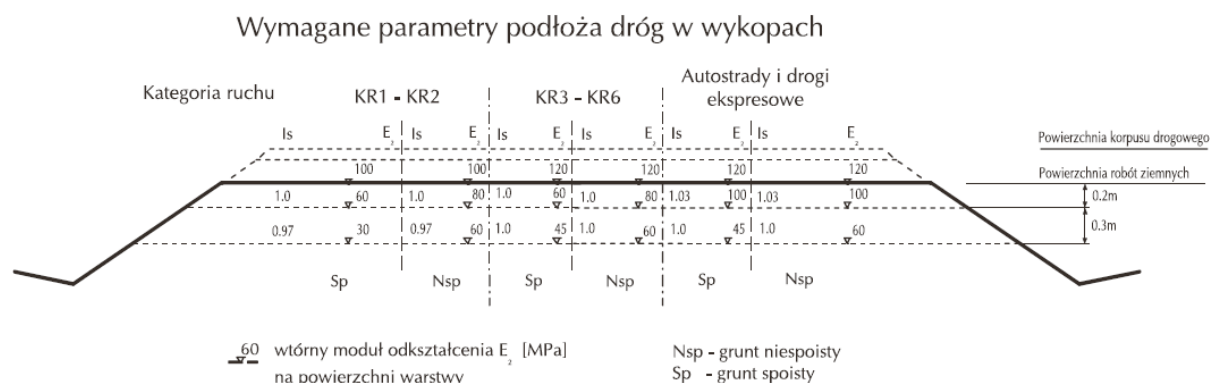 Wymagane parametry podłoża dróg w wykopach
Autostrady i drogi
Kategoria ruchu KR1 - KR2 KR3 - KR6 ekspresowe
Is E₂ Is E₂ Is E₂ Is E₂ Is E₂ Is E₂
Powierzchnia korpusu drogowego
100 100 120 120 120 120
Powierzchnia robót ziemnych
1.0 60 1.0 80 1.0 60 1.0 80 1.03 100 1.03 100 0.2m
0.3m
0.97 30 0.97 60 1.0 45 1.0 60 1.0 45 1.0 60
Sp Nsp Sp Nsp Sp Nsp
60 wtórny moduł odkształcenia E₂ [MPa]
na powierzchni warstwy
Nsp - grunt niespoisty
Sp - grunt spoisty